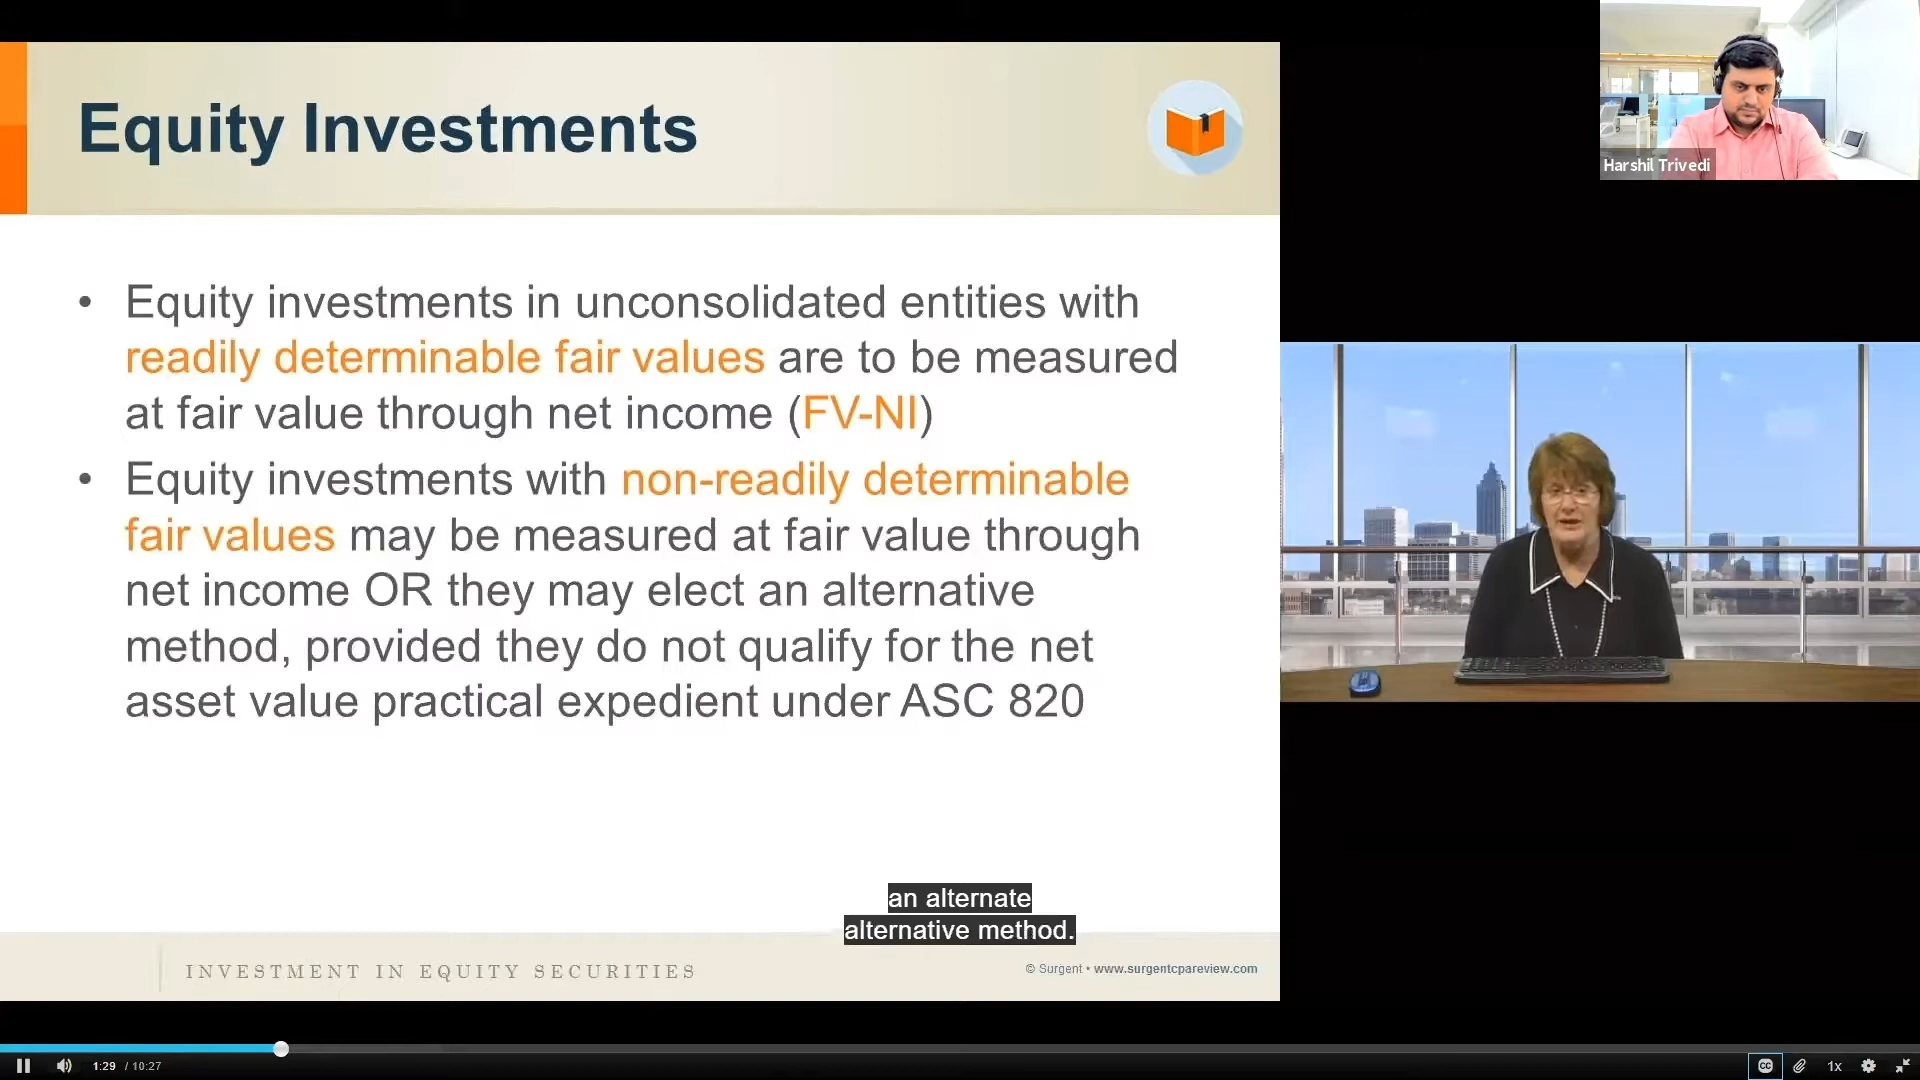 Equity Investments
Harshil Trivedi
• Equity investments in unconsolidated entities with
readily determinable fair values are to be measured
at fair value through net income (FV-NI)
• Equity investments with non-readily determinable
fair values may be measured at fair value through
net income OR they may elect an alternative
method, provided they do not qualify for the net
asset value practical expedient under ASC 820
an alternate
alternative method.
INVESTMENT IN EQUITY SECURITIES
© Surgent • www.surgentcpareview.com
1:29 / 10:27
CC
1x